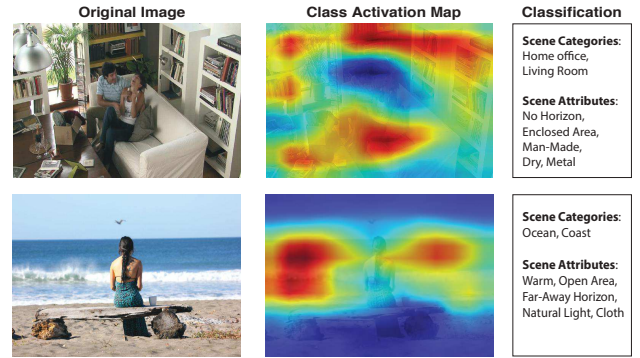 Original Image
Class Activation Map
Classification
Scene Categories:
Home office,
Living Room
Scene Attributes:
No Horizon,
Enclosed Area,
Man-Made,
Dry, Metal
Scene Categories:
Ocean, Coast
Scene Attributes:
Warm, Open Area,
Far-Away Horizon,
Natural Light, Cloth